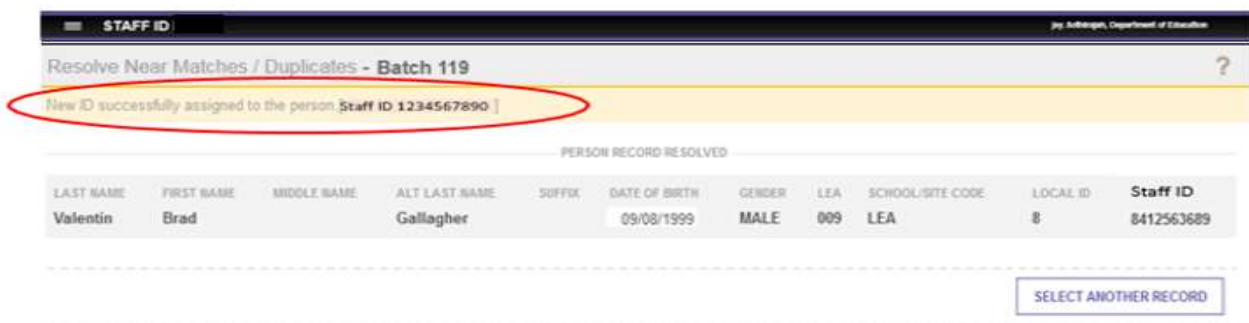 STAFF ID
Department of Education
Resolve Near Matches / Duplicates - Batch 119
?
New ID successfully assigned to the person [Staff ID 1234567890 ]
PERSON RECORD RESOLVED
LAST NAME FIRST NAME MIDDLE NAME ALT LAST NAME SUFFIX DATE OF BIRTH GENDER LEA SCHOOL/SITE CODE LOCAL ID Staff ID
Valentin Brad Gallagher 09/08/1999 MALE 009 LEA 8 8412563689
SELECT ANOTHER RECORD